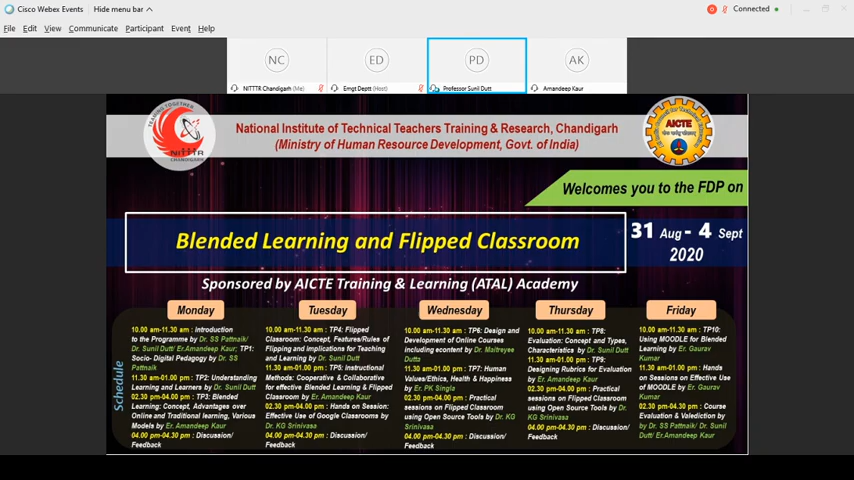 Cisco Webex Events
Hide menu bar
Connected
File Edit View Communicate Participant Event Help
NC
ED
PD
AK
NITTTR Chandigarh (Me)
Emgt Deptt (Host)
Professor Sunil Dutt
Amandeep Kaur
TRAINING TOGETHER
NITTTR
CHANDIGARH
National Institute of Technical Teachers Training & Research, Chandigarh
(Ministry of Human Resource Development, Govt. of India)
AICTE
Welcomes you to the FDP on
Blended Learning and Flipped Classroom
31 Aug - 4 Sept
2020
Sponsored by AICTE Training & Learning (ATAL) Academy
Schedule
Monday
10.00 am-11.30 am : Introduction
to the Programme by Dr. SS Pattnaik/
Dr. Sunil Dutt/ Er.Amandeep Kaur; TP1:
Socio- Digital Pedagogy by Dr. SS
Pattnaik
11.30 am-01.00 pm : TP2: Understanding
Learning and Learners by Dr. Sunil Dutt
02.30 pm-04.00 pm : TP3: Blended
Learning: Concept, Advantages over
Online and Traditional learning, Various
Models by Er. Amandeep Kaur
04.00 pm-04.30 pm : Discussion/
Feedback
Tuesday
10.00 am-11.30 am : TP4: Flipped
Classroom: Concept, Features/Rules of
Flipping and Implications for Teaching
and Learning by Dr. Sunil Dutt
11.30 am-01.00 pm : TP5: Instructional
Methods: Cooperative & Collaborative
for effective Blended Learning & Flipped
Classroom by Er. Amandeep Kaur
02.30 pm-04.00 pm : Hands on Session:
Effective Use of Google Classrooms by
Dr. KG Srinivasa
04.00 pm-04.30 pm : Discussion/
Feedback
Wednesday
10.00 am-11.30 am : TP6: Design and
Development of Online Courses
including econtent by Dr. Maitreyee
Dutta
11.30 am-01.00 pm : TP7: Human
Values/Ethics, Health & Happiness
by Er. PK Singla
02.30 pm-04.00 pm : Practical
sessions on Flipped Classroom
using Open Source Tools by Dr. KG
Srinivasa
04.00 pm-04.30 pm : Discussion/
Feedback
Thursday
10.00 am-11.30 am : TP8:
Evaluation: Concept and Types,
Characteristics by Dr. Sunil Dutt
11.30 am-01.00 pm : TP9:
Designing Rubrics for Evaluation
by Er. Amandeep Kaur
02.30 pm-04.00 pm : Practical
sessions on Flipped Classroom
using Open Source Tools by Dr.
KG Srinivasa
04.00 pm-04.30 pm : Discussion/
Feedback
Friday
10.00 am-11.30 am : TP10:
Using MOODLE for Blended
Learning by Er. Gaurav
Kumar
11.30 am-01.00 pm : Hands
on Sessions on Effective Use
of MOODLE by Er. Gaurav
Kumar
02.30 pm-04.00 pm : Course
Evaluation & Valediction by
Dr. SS Pattnaik/ Dr. Sunil
Dutt/ Er.Amandeep Kaur